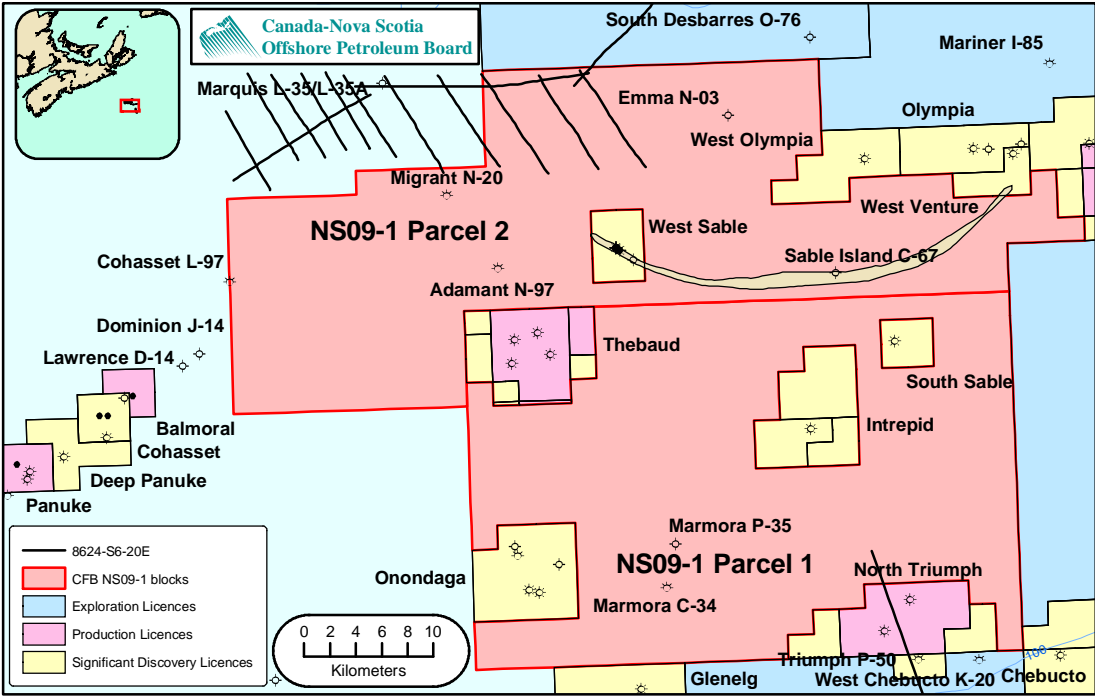 South Desbarres O-76
Canada-Nova Scotia
Offshore Petroleum Board
Mariner I-85
Marquis L-35/L-35A
Emma N-03
Olympia
West Olympia
Migrant N-20
West Venture
NS09-1 Parcel 2
West Sable
Sable Island C-67
Cohasset L-97
Adamant N-97
Dominion J-14
Thebaud
Lawrence D-14
South Sable
Balmoral
Intrepid
Cohasset
Deep Panuke
Panuke
Marmora P-35
NS09-1 Parcel 1
North Triumph
Onondaga
Marmora C-34
8624-S6-20E
CFB NS09-1 blocks
Exploration Licences
Production Licences
Significant Discovery Licences
0 2 4 6 8 10
Kilometers
Triumph P-50
100
West Chebucto K-20
Chebucto
Glenelg